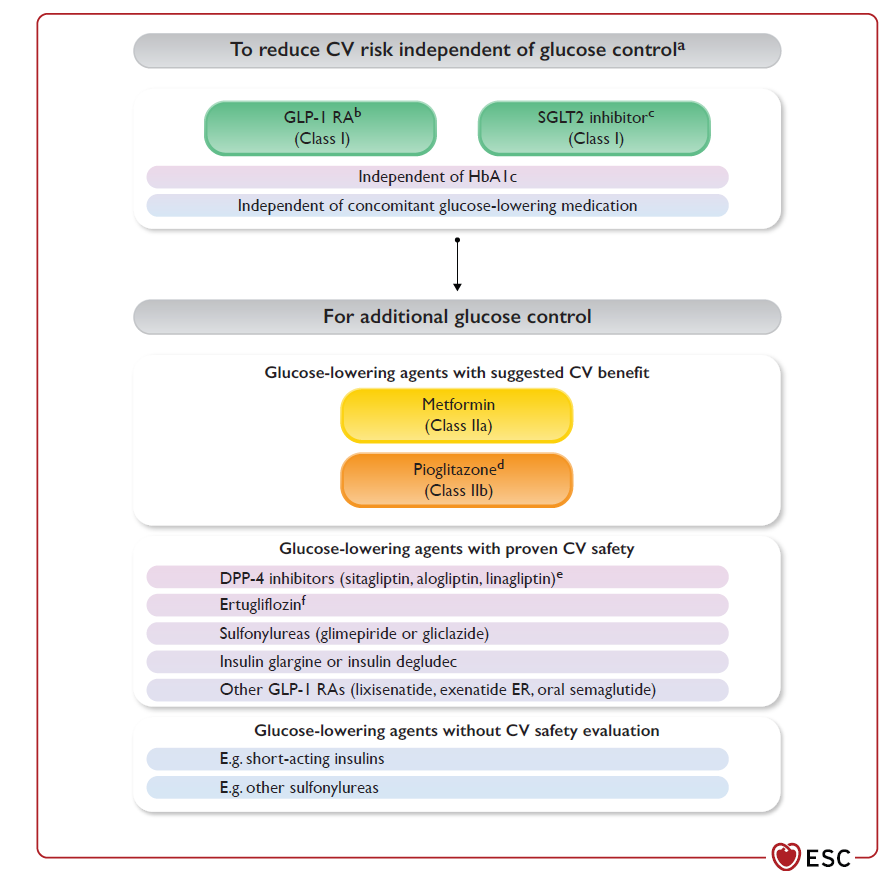 To reduce CV risk independent of glucose controlᵃ
GLP-1 RAᵇ
(Class I)
SGLT2 inhibitorᶜ
(Class I)
Independent of HbA1c
Independent of concomitant glucose-lowering medication
For additional glucose control
Glucose-lowering agents with suggested CV benefit
Metformin
(Class IIa)
Pioglitazoneᵈ
(Class IIb)
Glucose-lowering agents with proven CV safety
DPP-4 inhibitors (sitagliptin, alogliptin, linagliptin)ᵉ
Ertugliflozinᶠ
Sulfonylureas (glimepiride or gliclazide)
Insulin glargine or insulin degludec
Other GLP-1 RAs (lixisenatide, exenatide ER, oral semaglutide)
Glucose-lowering agents without CV safety evaluation
E.g. short-acting insulins
E.g. other sulfonylureas
ESC